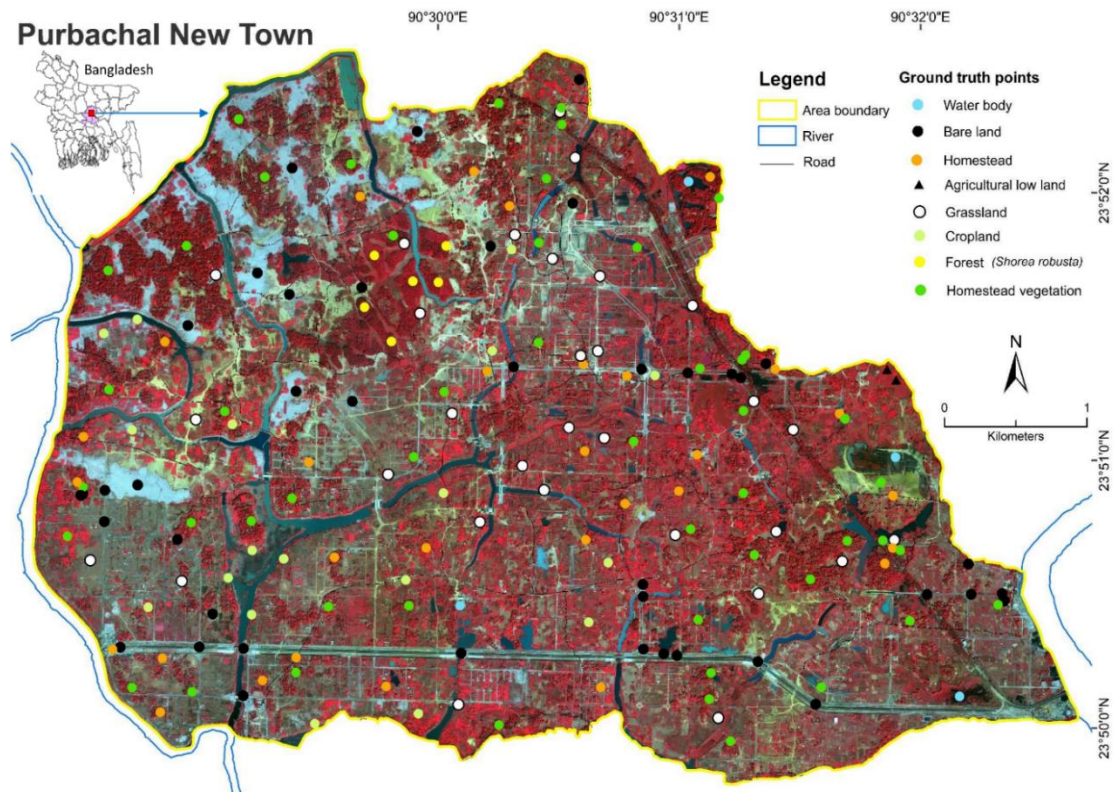 90°30'0"E
90°31'0"E
90°32'0"E
Purbachal New Town
Bangladesh
Legend
Area boundary
River
Road
Ground truth points
Water body
Bare land
Homestead
Agricultural low land
Grassland
Cropland
Forest (Shorea robusta)
Homestead vegetation
N
0
1
Kilometers
23°52'0"N
23°51'0"N
23°50'0"N